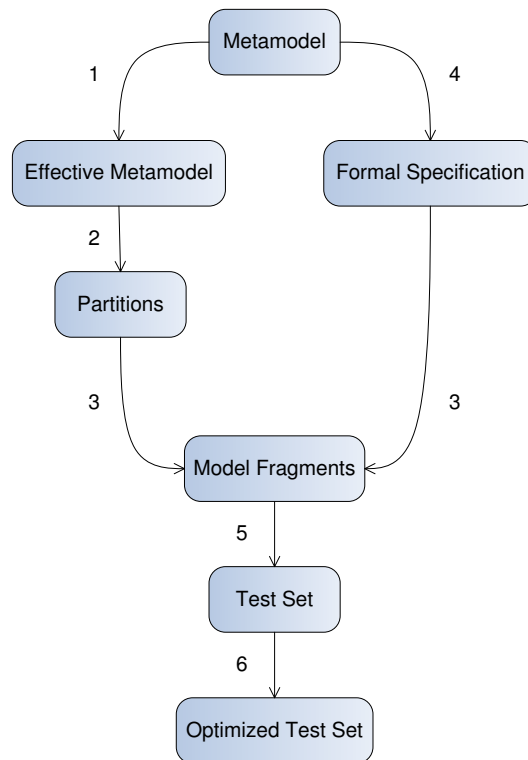 Metamodel
1
4
Effective Metamodel
Formal Specification
2
Partitions
3
3
Model Fragments
5
Test Set
6
Optimized Test Set